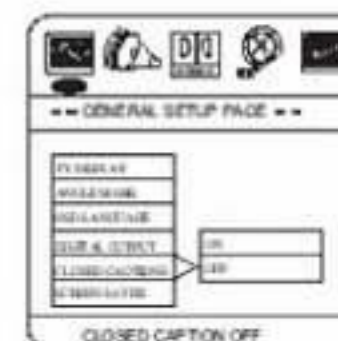 -- GENERAL SETUP PAGE --
TV DISPLAY
ANGLE MARK
OSD LANGUAGE
DIGITAL OUTPUT
CLOSED CAPTIONS
SCREEN SAVER
ON
OFF
CLOSED CAPTION OFF